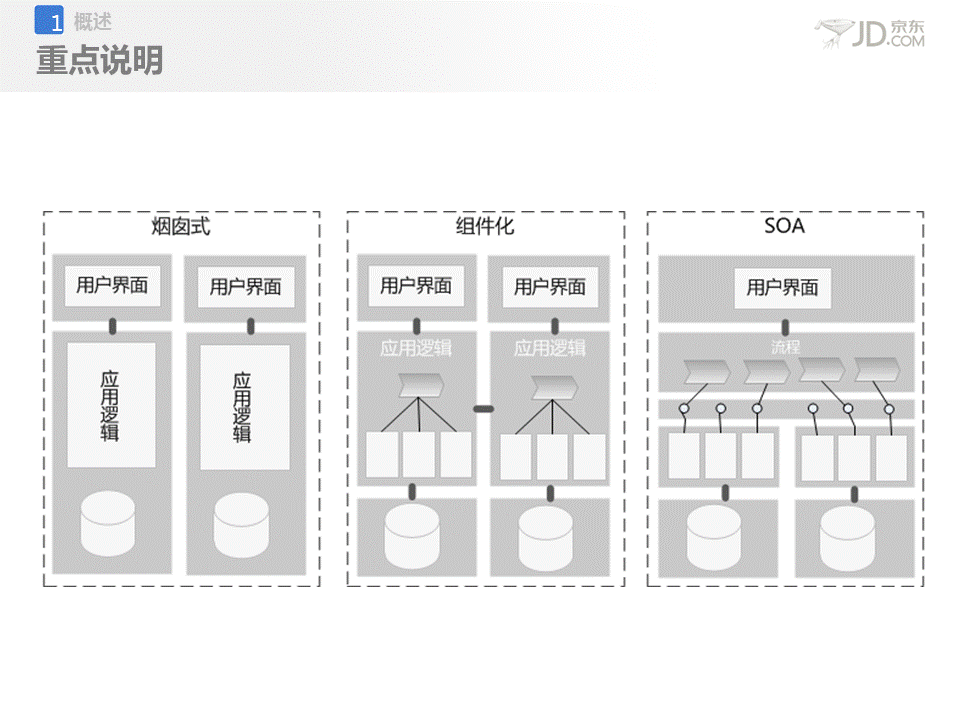 1 概述
重点说明
JD 京东
.COM
烟囱式
组件化
SOA
用户界面
用户界面
用户界面
用户界面
用户界面
应用逻辑
应用逻辑
应用逻辑
应用逻辑
流程